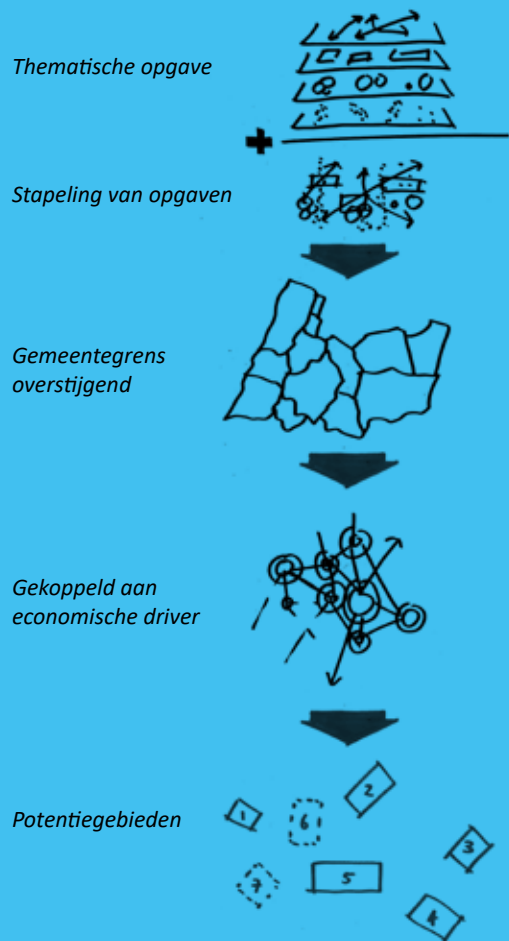 Thematische opgave
Stapeling van opgaven
Gemeentegrens
overstijgend
Gekoppeld aan
economische driver
Potentiegebieden
1
6
2
3
7
5
4